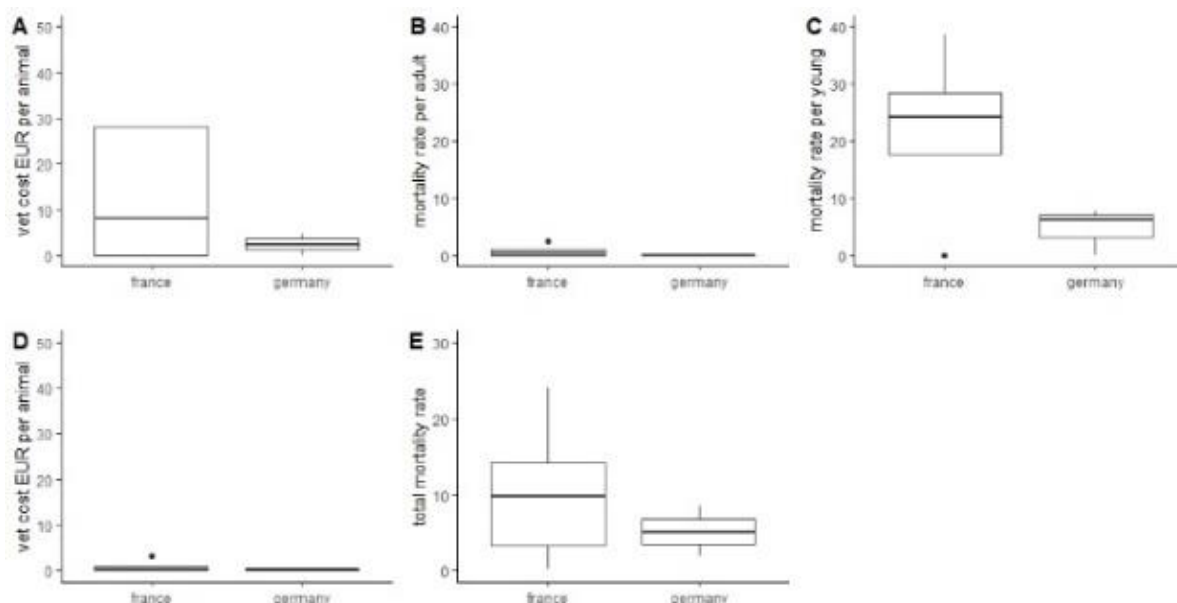 A
vet cost EUR per animal
50
40
30
20
10
0
france
germany
B
mortality rate per adult
40
30
20
10
0
france
germany
C
mortality rate per young
40
30
20
10
0
france
germany
D
vet cost EUR per animal
50
40
30
20
10
0
france
germany
E
total mortality rate
30
20
10
0
france
germany